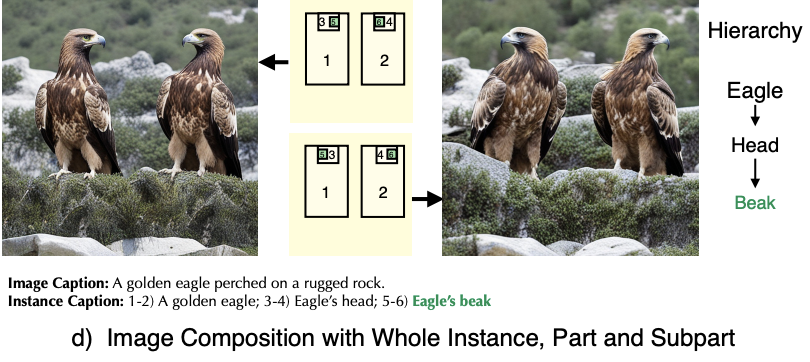 3 5
6 4
1
2
5 3
4 6
1
2
Hierarchy
Eagle
Head
Beak
Image Caption: A golden eagle perched on a rugged rock.
Instance Caption: 1-2) A golden eagle; 3-4) Eagle's head; 5-6) Eagle's beak
d) Image Composition with Whole Instance, Part and Subpart